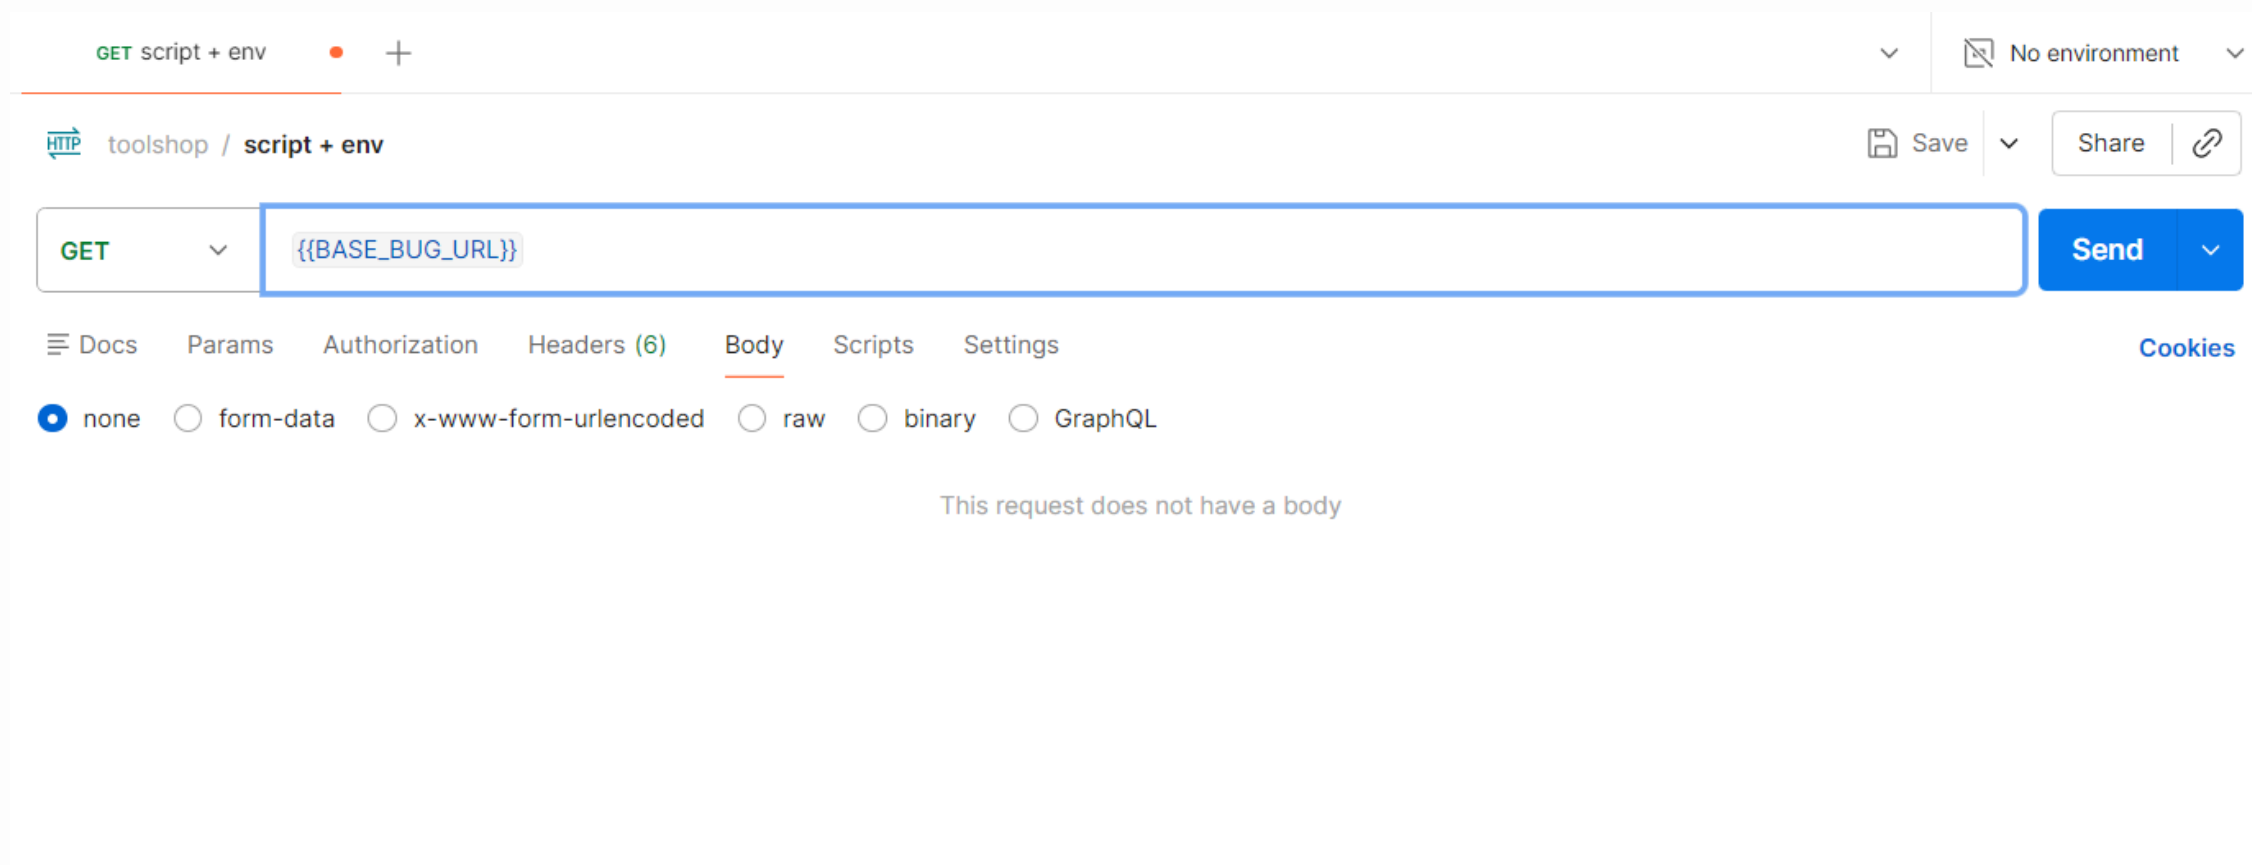 GET script + env No environment
HTTP toolshop / script + env Save Share
GET {{BASE_BUG_URL}} Send
Docs Params Authorization Headers (6) Body Scripts Settings Cookies
none form-data x-www-form-urlencoded raw binary GraphQL
This request does not have a body